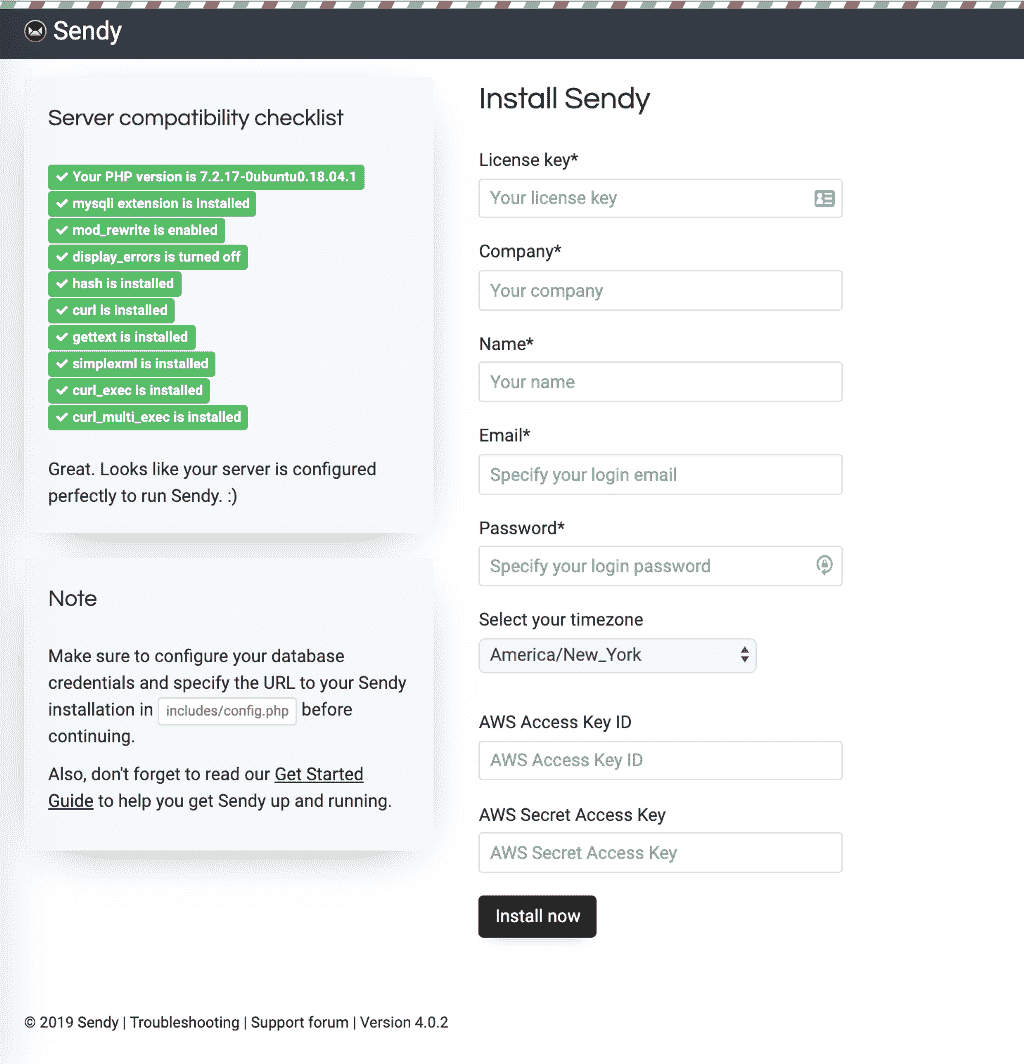 Sendy
Server compatibility checklist
Your PHP version is 7.2.17-0ubuntu0.18.04.1
mysqli extension is installed
mod_rewrite is enabled
display_errors is turned off
hash is installed
curl is installed
gettext is installed
simplexml is installed
curl_exec is installed
curl_multi_exec is installed
Great. Looks like your server is configured
perfectly to run Sendy. :)
Note
Make sure to configure your database
credentials and specify the URL to your Sendy
installation in includes/config.php before
continuing.
Also, don't forget to read our Get Started
Guide to help you get Sendy up and running.
Install Sendy
License key*
Your license key
Company*
Your company
Name*
Your name
Email*
Specify your login email
Password*
Specify your login password
Select your timezone
America/New_York
AWS Access Key ID
AWS Access Key ID
AWS Secret Access Key
AWS Secret Access Key
Install now
© 2019 Sendy | Troubleshooting | Support forum | Version 4.0.2